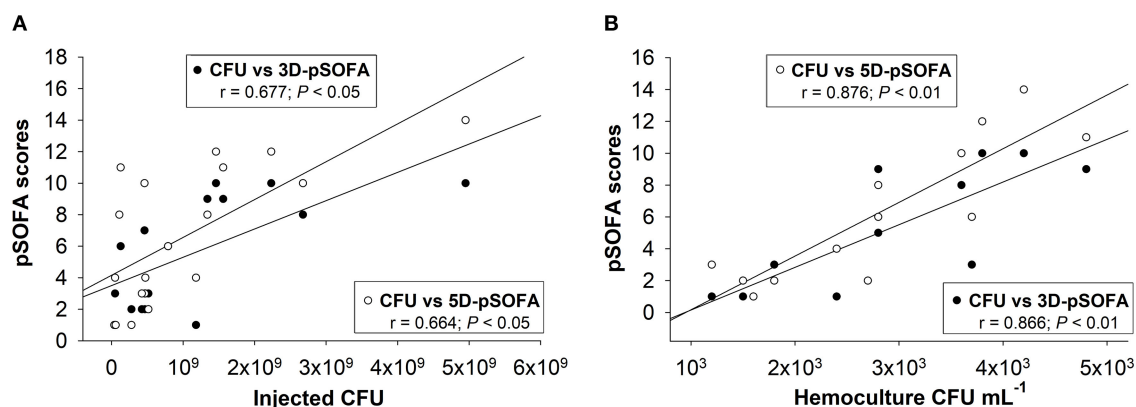 A
pSOFA scores
18
16
14
12
10
8
6
4
2
0
● CFU vs 3D-pSOFA
r = 0.677; P < 0.05
○ CFU vs 5D-pSOFA
r = 0.664; P < 0.05
0 10⁹ 2x10⁹ 3x10⁹ 4x10⁹ 5x10⁹ 6x10⁹
Injected CFU
B
pSOFA scores
16
14
12
10
8
6
4
2
0
○ CFU vs 5D-pSOFA
r = 0.876; P < 0.01
● CFU vs 3D-pSOFA
r = 0.866; P < 0.01
10³ 2x10³ 3x10³ 4x10³ 5x10³
Hemoculture CFU mL⁻¹